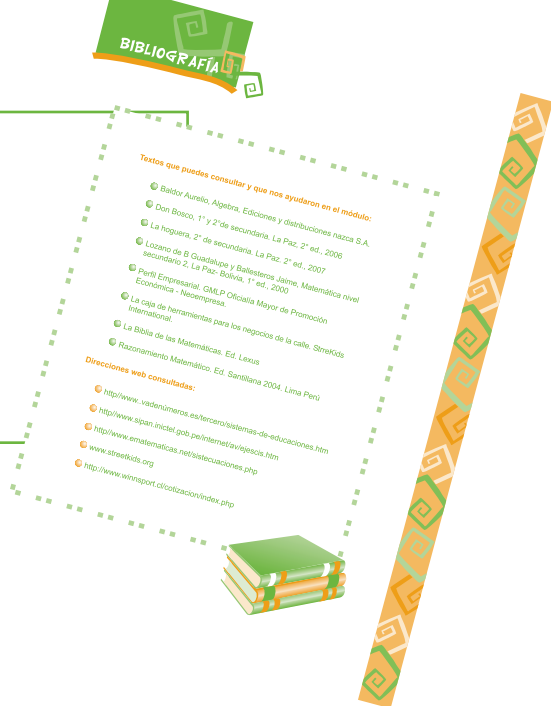 BIBLIOGRAFÍA
Textos que puedes consultar y que nos ayudaron en el módulo:
Baldor Aurelio, Algebra, Ediciones y distribuciones nazca S.A.
Don Bosco, 1° y 2°de secundaria. La Paz, 2° ed., 2006
La hoguera, 2° de secundaria. La Paz. 2° ed., 2007
Lozano de B Guadalupe y Ballesteros Jaime, Matemática nivel
secundario 2, La Paz- Bolivia, 1° ed., 2000
Perfil Empresarial, GMLP Oficialia Mayor de Promoción
Económica - Neoempresa.
La caja de herramientas para los negocios de la calle. StrreKids
International.
La Biblia de las Matemáticas. Ed. Lexus
Razonamiento Matemático. Ed. Santillana 2004. Lima Perú
Direcciones web consultadas:
http//www..vadenúmeros.es/tercero/sistemas-de-educaciones.htm
http//www.sipan.inictel.gob.pe/internet/av/ejescis.htm
http//www.ematematicas.net/sistecuaciones.php
www.streetkids.org
http://www.winnsport.cl/cotizacion/index.php